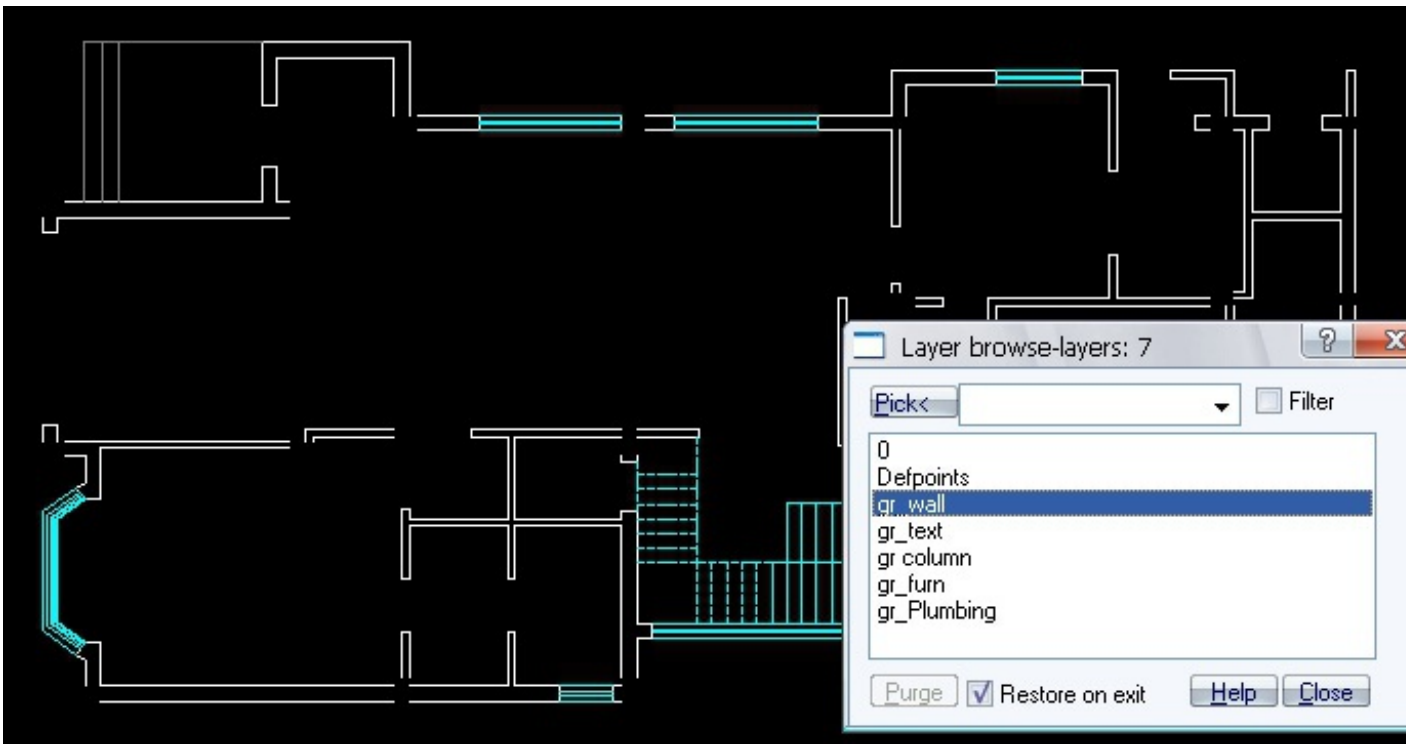 Layer browse-layers: 7
Pick<
Filter
0
Defpoints
gr_wall
gr_text
gr column
gr_furn
gr_Plumbing
Purge
Restore on exit
Help
Close